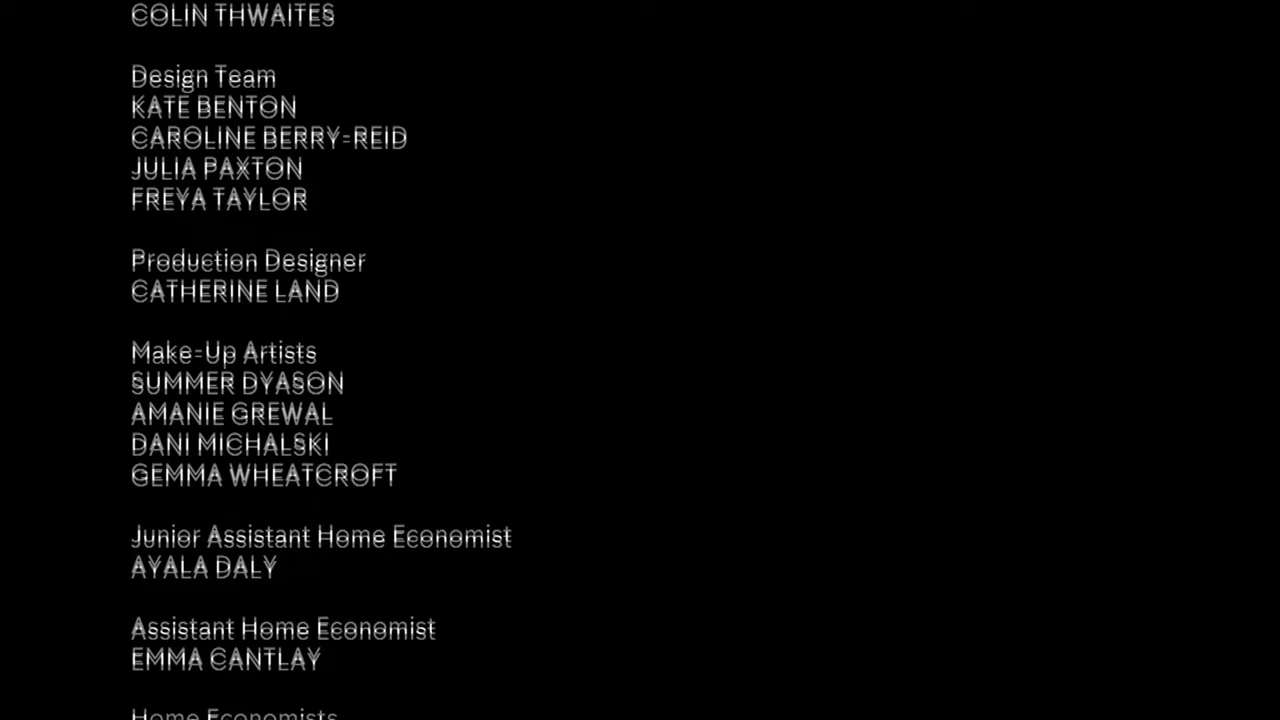 COLIN THWAITES
Design Team
KATE BENTON
CAROLINE BERRY-REID
JULIA PAXTON
FREYA TAYLOR
Production Designer
CATHERINE LAND
Make-Up Artists
SUMMER DYASON
AMANIE GREWAL
DANI MICHALSKI
GEMMA WHEATCROFT
Junior Assistant Home Economist
AYALA DALY
Assistant Home Economist
EMMA CANTLAY
Home Economists